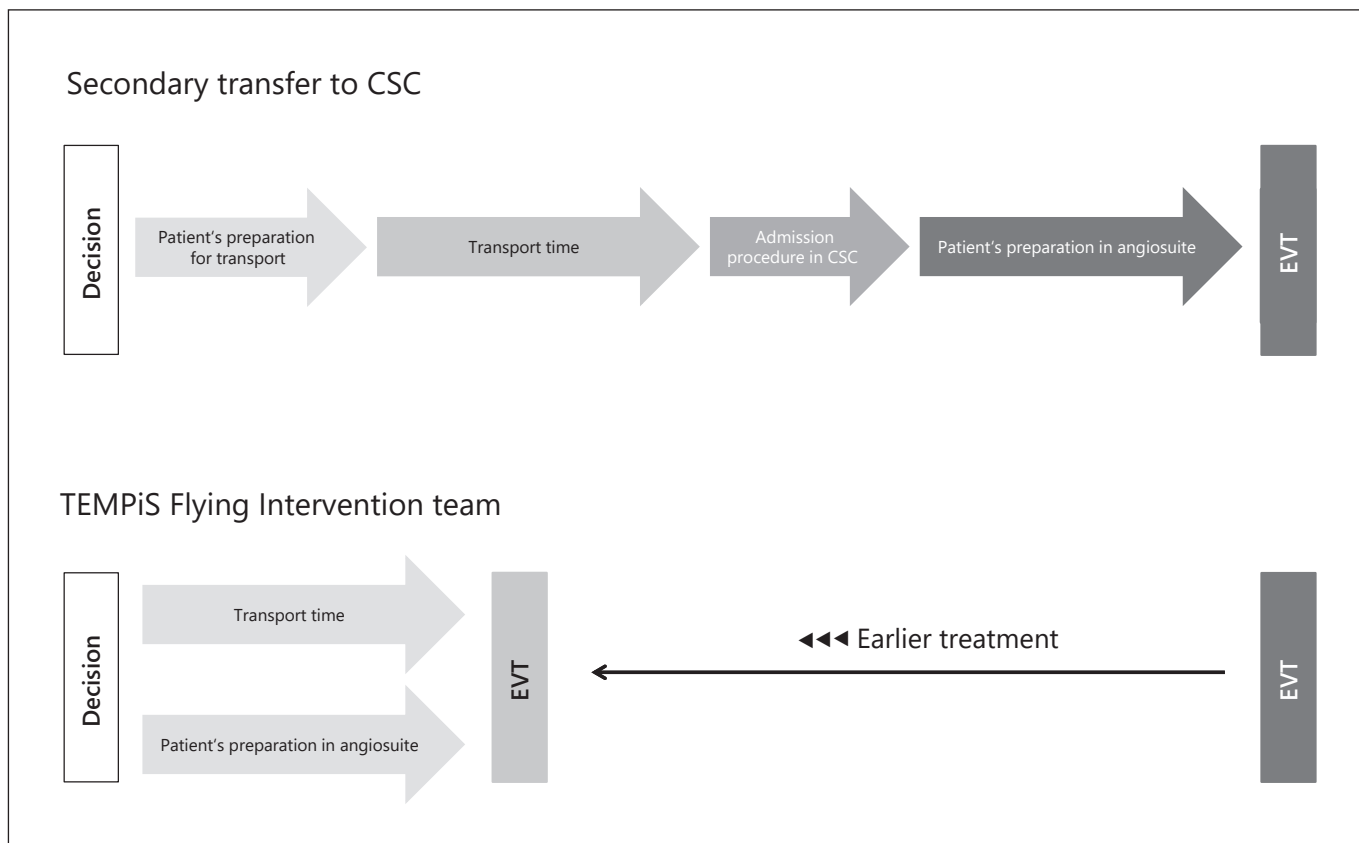 Secondary transfer to CSC
Decision
Patient's preparation
for transport
Transport time
Admission
procedure in CSC
Patient's preparation in angiosuite
EVT
TEMPiS Flying Intervention team
Decision
Transport time
Patient's preparation in angiosuite
EVT
◄◄◄ Earlier treatment
EVT